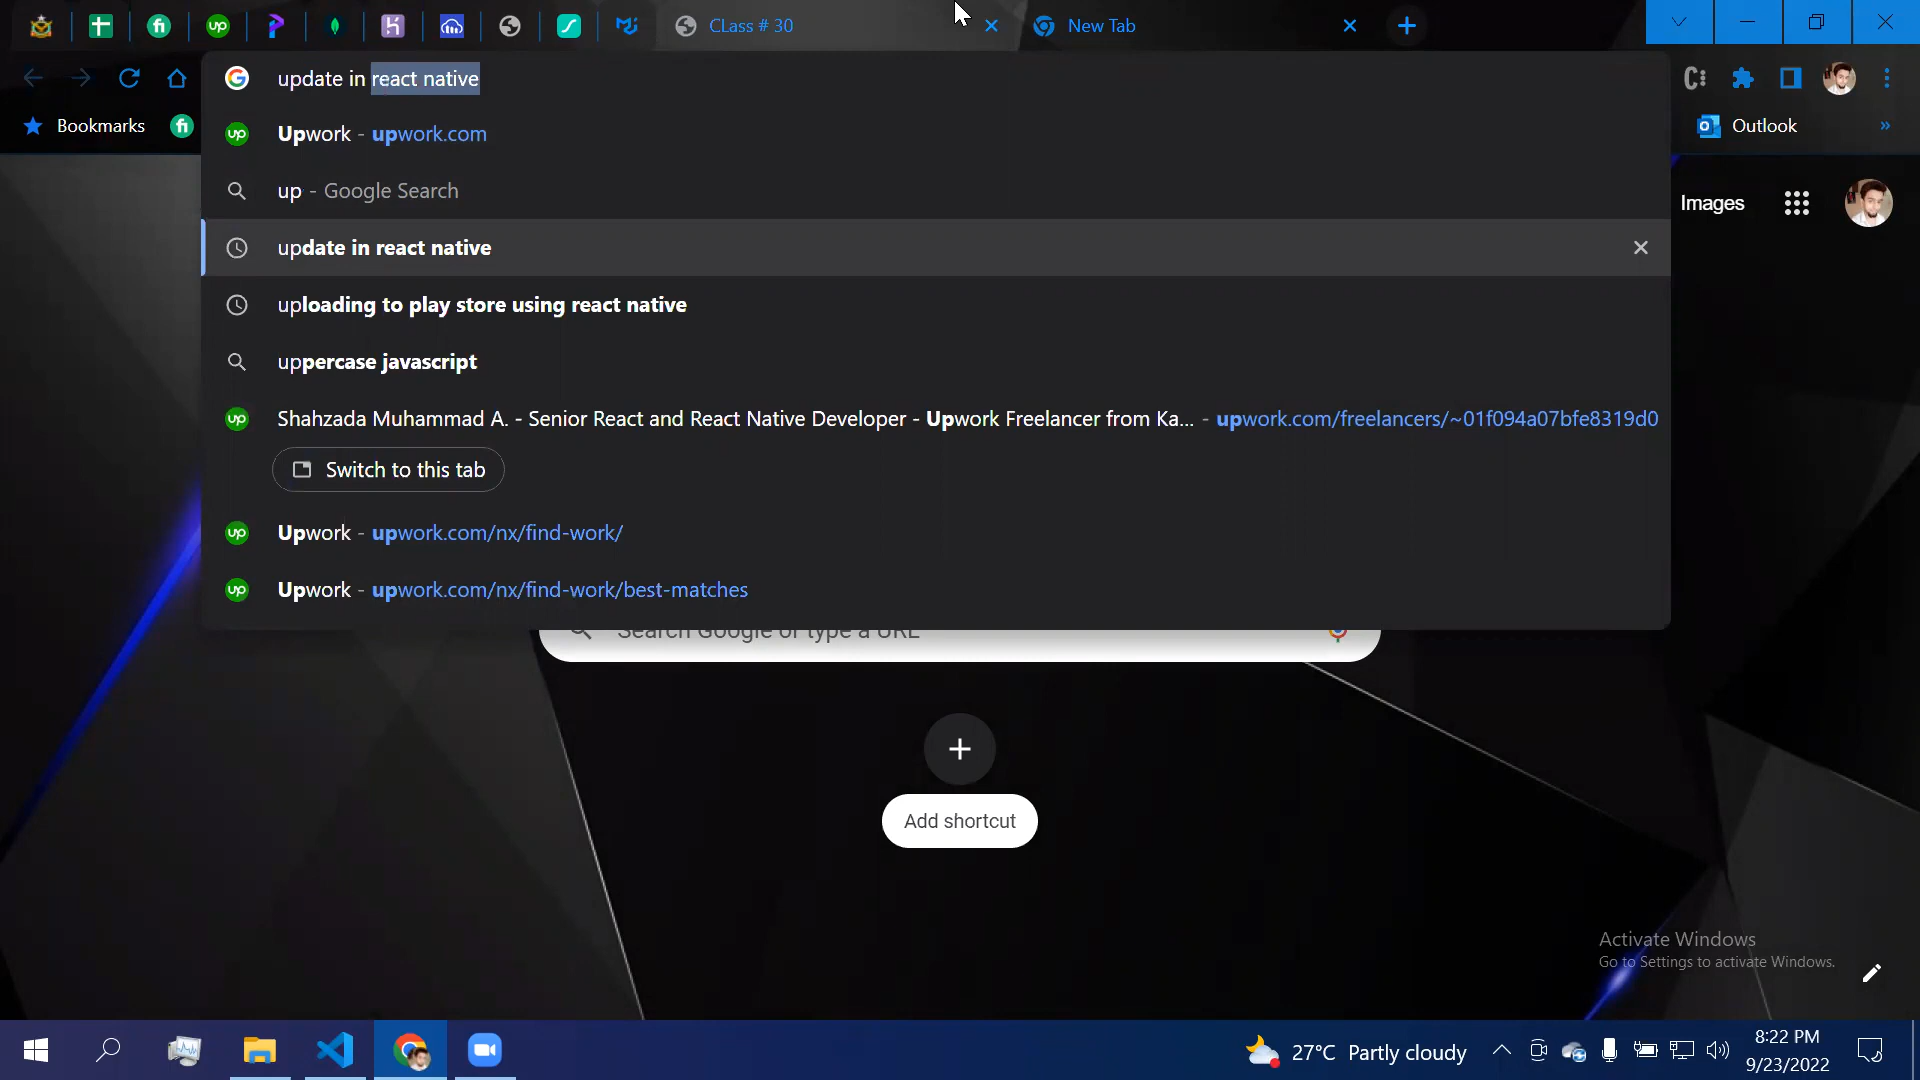 CLass # 30
New Tab
update in react native
Bookmarks
Outlook
»
Upwork - upwork.com
up - Google Search
Images
update in react native
uploading to play store using react native
uppercase javascript
Shahzada Muhammad A. - Senior React and React Native Developer - Upwork Freelancer from Ka... - upwork.com/freelancers/~01f094a07bfe8319d0
Switch to this tab
Upwork - upwork.com/nx/find-work/
Upwork - upwork.com/nx/find-work/best-matches
Search Google or type a URL
Add shortcut
Activate Windows
Go to Settings to activate Windows.
27°C Partly cloudy
8:22 PM
9/23/2022